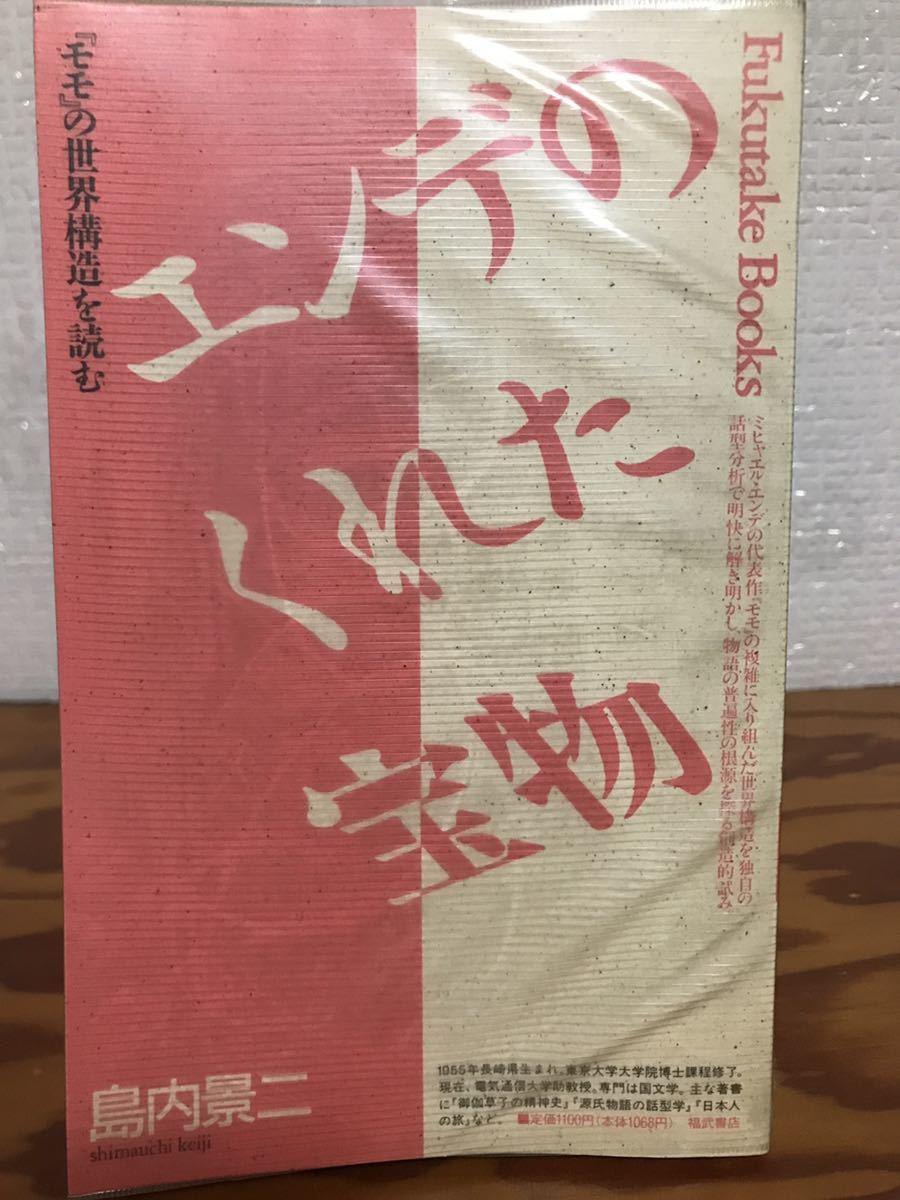 Fukutake Books
ミヒャエル・エンデの代表作『モモ』の複雑に入り組んだ世界構造を独自の
話型分析で明快に解き明かし、物語の普遍性の根源を探る創造的試み。
エンデの
くれた
宝物
『モモ』の世界構造を読む
島内景二
shimauchi keiji
1955年長崎県生まれ。東京大学大学院博士課程修了。
現在、電気通信大学助教授。専門は国文学。主な著書
に『御伽草子の精神史』『源氏物語の話型学』『日本人
の旅』など。 ■定価1100円(本体1068円) 福武書店